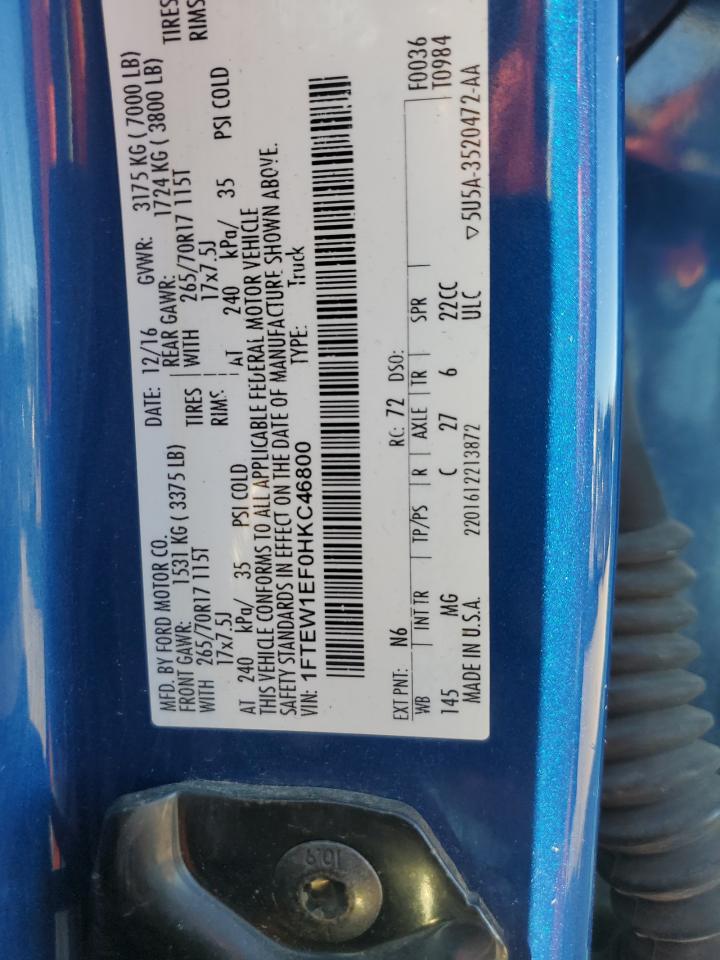 MFD. BY FORD MOTOR CO.
DATE: 12/16 GVWR: 3175 KG ( 7000 LB)
FRONT GAWR: 1531 KG ( 3375 LB) REAR GAWR: 1724 KG ( 3800 LB)
WITH 265/70R17 115T TIRES WITH 265/70R17 115T TIRES
17x7.5J RIMS 17x7.5J RIMS
AT 240 kPa/ 35 PSI COLD AT 240 kPa/ 35 PSI COLD
THIS VEHICLE CONFORMS TO ALL APPLICABLE FEDERAL MOTOR VEHICLE
SAFETY STANDARDS IN EFFECT ON THE DATE OF MANUFACTURE SHOWN ABOVE.
VIN: 1FTEW1EF0HKC46800 TYPE: Truck
F0036
T0984
EXT PNT: N6 RC: 72 DSO:
WB INT TR TP/PS R AXLE TR SPR
145 MG C 27 6 22CC
ULC
MADE IN U.S.A. 2201612213872 ▽5U5A-3520472-AA
10.9